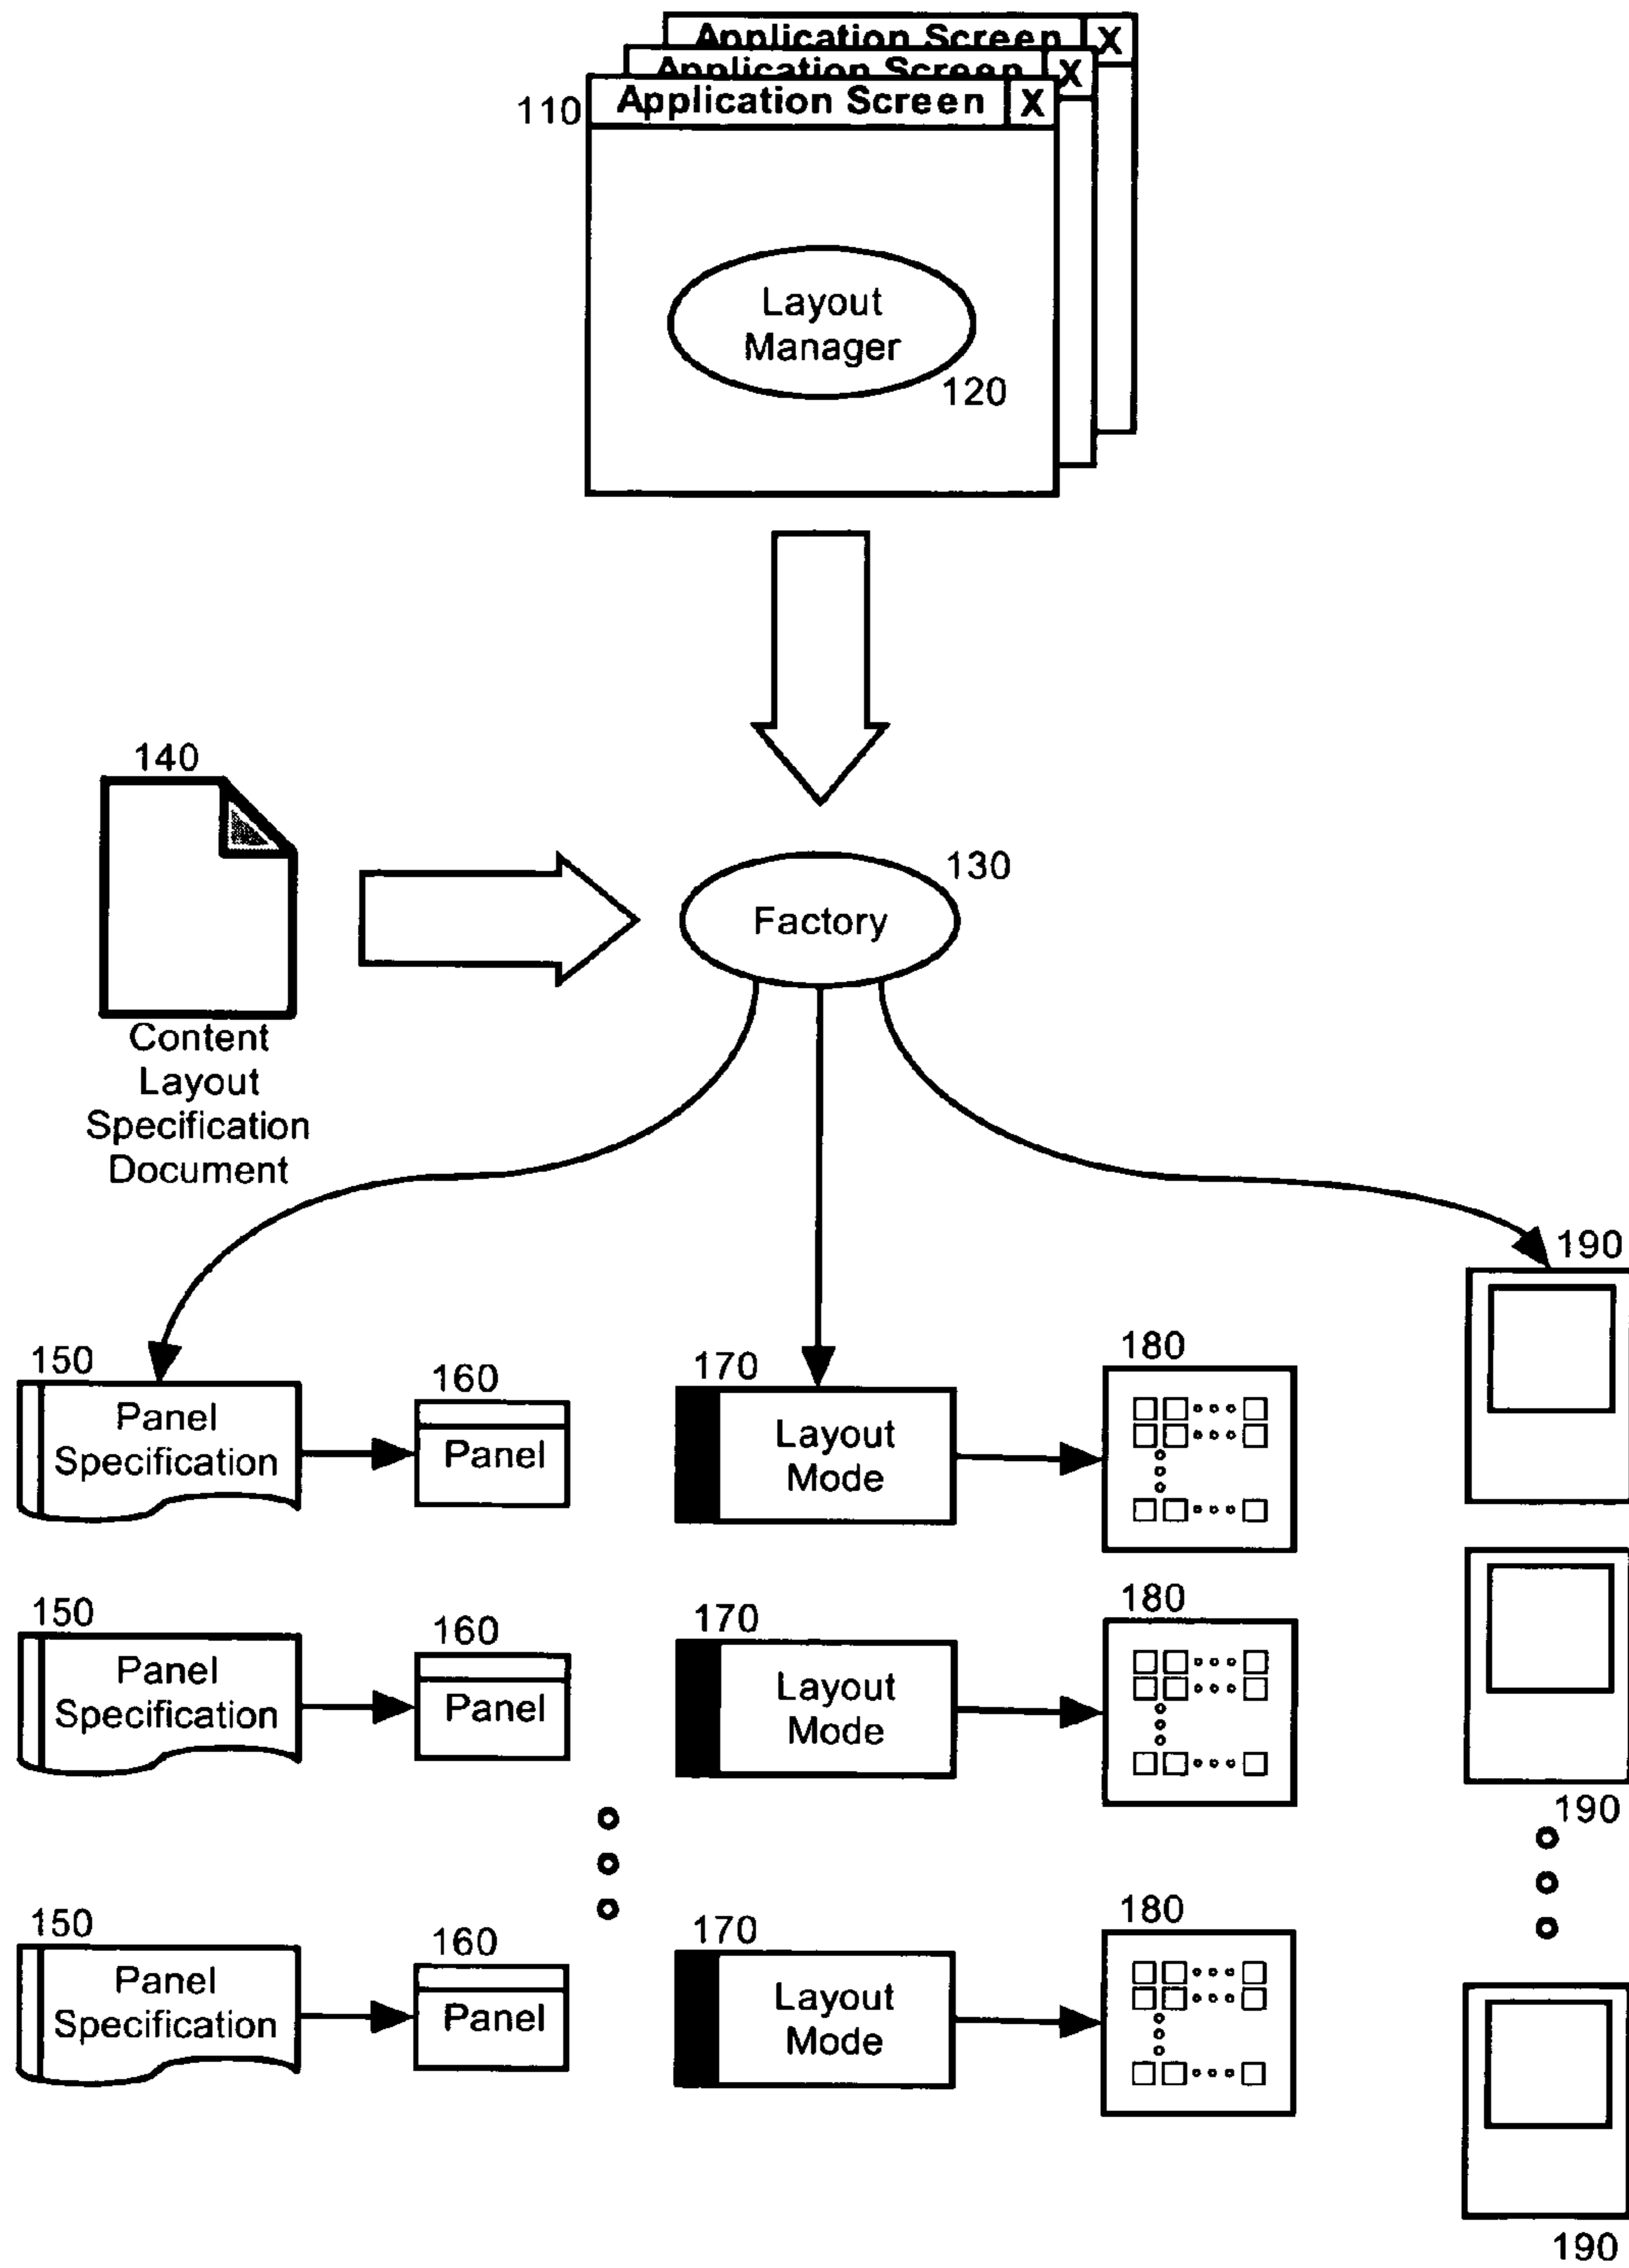 Application Screen X
Application Screen X
110 Application Screen X
Layout
Manager
120
140
130
Factory
Content
Layout
Specification
Document
190
150
160
170
180
Panel
Specification
Panel
Layout
Mode
150
160
170
180
Panel
Specification
Panel
Layout
Mode
190
150
160
170
180
Panel
Specification
Panel
Layout
Mode
190